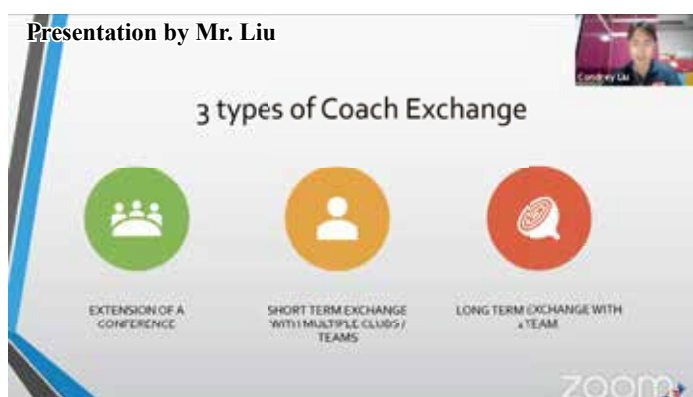 Presentation by Mr. Liu
Liu
3 types of Coach Exchange
EXTENSION OF A
CONFERENCE
SHORT TERM EXCHANGE
WITH MULTIPLE CLUBS /
TEAMS
LONG TERM EXCHANGE WITH
A TEAM
zoom